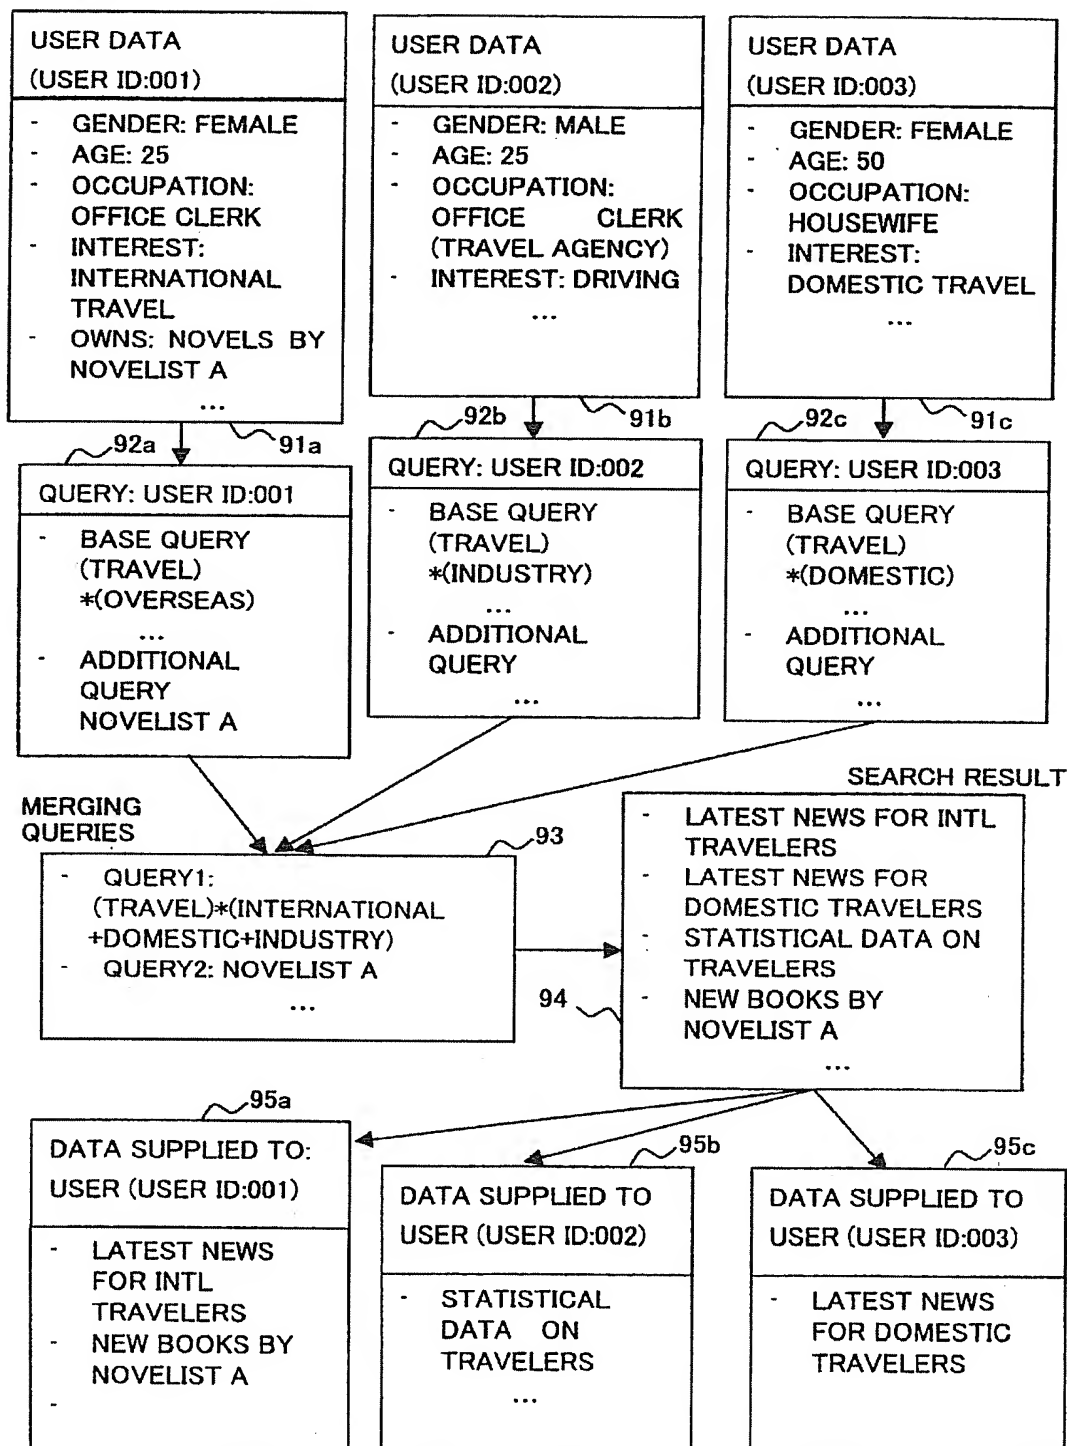 USER DATA
(USER ID:001)
- GENDER: FEMALE
- AGE: 25
- OCCUPATION:
OFFICE CLERK
- INTEREST:
INTERNATIONAL
TRAVEL
- OWNS: NOVELS BY
NOVELIST A
...
91a
USER DATA
(USER ID:002)
- GENDER: MALE
- AGE: 25
- OCCUPATION:
OFFICE CLERK
(TRAVEL AGENCY)
- INTEREST: DRIVING
...
91b
USER DATA
(USER ID:003)
- GENDER: FEMALE
- AGE: 50
- OCCUPATION:
HOUSEWIFE
- INTEREST:
DOMESTIC TRAVEL
...
91c
92a
QUERY: USER ID:001
- BASE QUERY
(TRAVEL)
*(OVERSEAS)
...
- ADDITIONAL
QUERY
NOVELIST A
92b
QUERY: USER ID:002
- BASE QUERY
(TRAVEL)
*(INDUSTRY)
...
- ADDITIONAL
QUERY
...
92c
QUERY: USER ID:003
- BASE QUERY
(TRAVEL)
*(DOMESTIC)
...
- ADDITIONAL
QUERY
...
MERGING
QUERIES
93
- QUERY1:
(TRAVEL)*(INTERNATIONAL
+DOMESTIC+INDUSTRY)
- QUERY2: NOVELIST A
...
SEARCH RESULT
- LATEST NEWS FOR INTL
TRAVELERS
- LATEST NEWS FOR
DOMESTIC TRAVELERS
- STATISTICAL DATA ON
TRAVELERS
- NEW BOOKS BY
NOVELIST A
...
94
95a
DATA SUPPLIED TO:
USER (USER ID:001)
- LATEST NEWS
FOR INTL
TRAVELERS
- NEW BOOKS BY
NOVELIST A
-
95b
DATA SUPPLIED TO
USER (USER ID:002)
- STATISTICAL
DATA ON
TRAVELERS
...
95c
DATA SUPPLIED TO
USER (USER ID:003)
- LATEST NEWS
FOR DOMESTIC
TRAVELERS